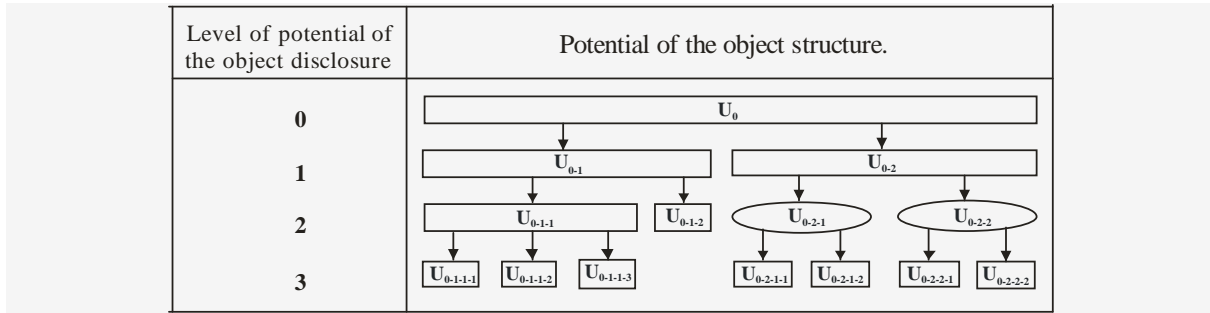 Level of potential of
the object disclosure
Potential of the object structure.
0
U0
1
U0-1
U0-2
2
U0-1-1
U0-1-2
U0-2-1
U0-2-2
3
U0-1-1-1
U0-1-1-2
U0-1-1-3
U0-2-1-1
U0-2-1-2
U0-2-2-1
U0-2-2-2